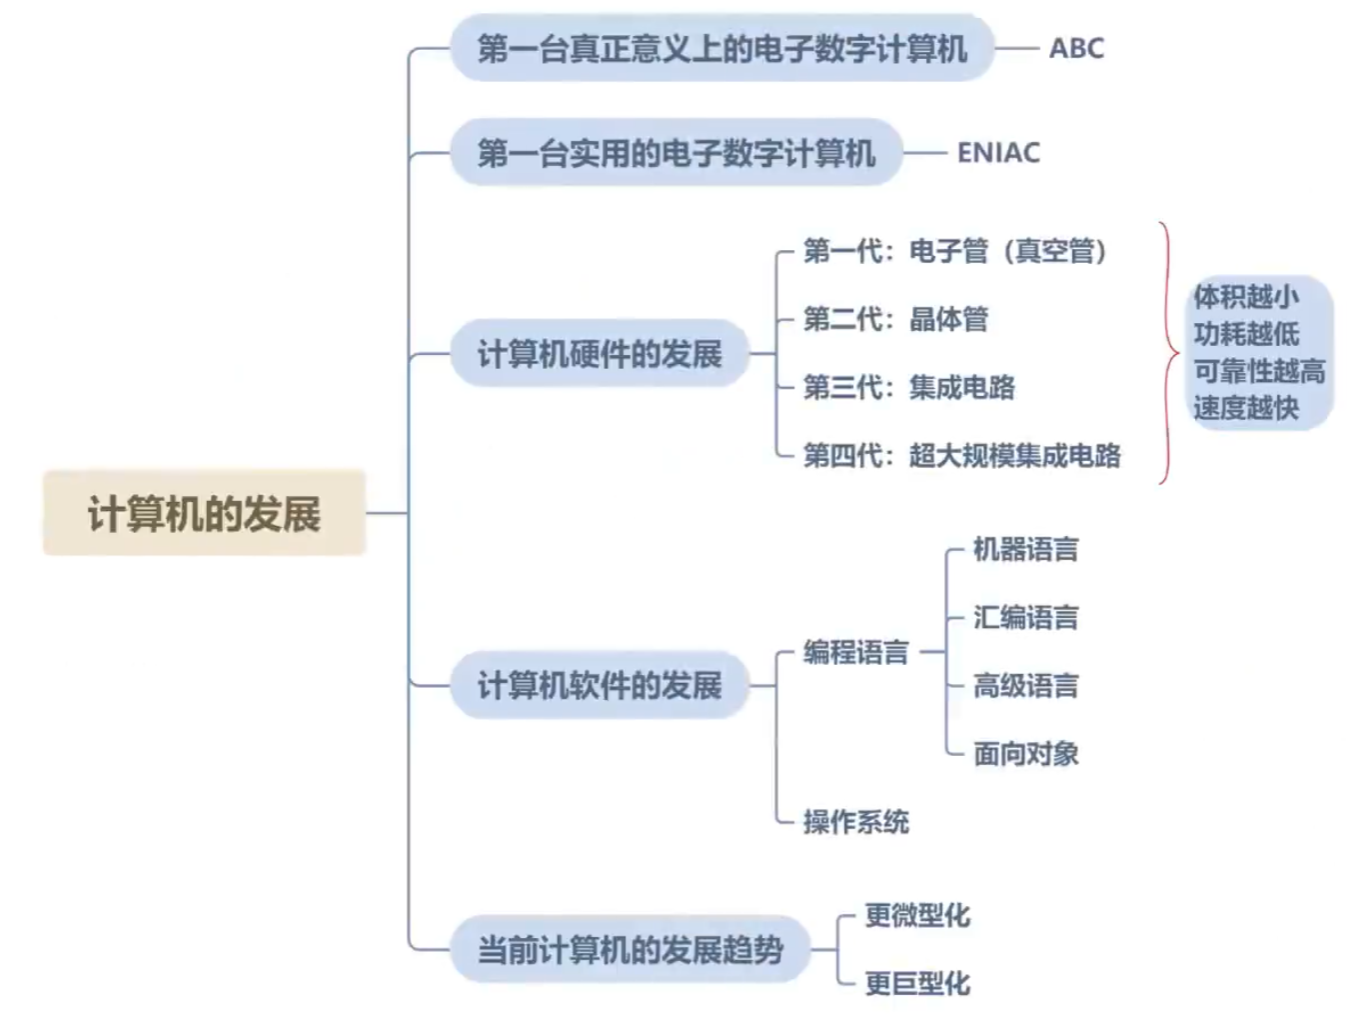 第一台真正意义上的电子数字计算机
ABC
第一台实用的电子数字计算机
ENIAC
计算机硬件的发展
第一代：电子管（真空管）
第二代：晶体管
第三代：集成电路
第四代：超大规模集成电路
体积越小
功耗越低
可靠性越高
速度越快
计算机的发展
计算机软件的发展
编程语言
机器语言
汇编语言
高级语言
面向对象
操作系统
当前计算机的发展趋势
更微型化
更巨型化